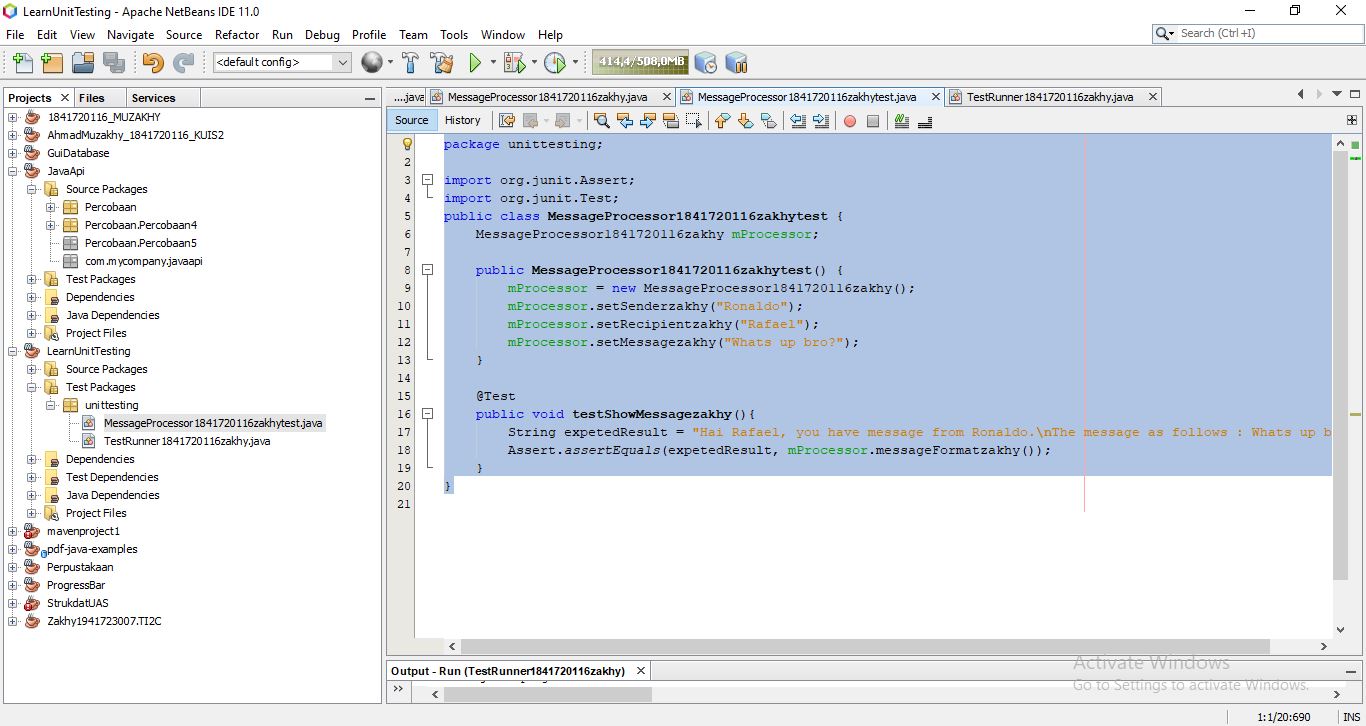 LearnUnitTesting - Apache NetBeans IDE 11.0
File Edit View Navigate Source Refactor Run Debug Profile Team Tools Window Help
Search (Ctrl+I)
<default config>
414,4/508,0MB
Projects Files Services
1841720116_MUZAKHY
AhmadMuzakhy_1841720116_KUIS2
GuiDatabase
JavaApi
Source Packages
Percobaan
Percobaan.Percobaan4
Percobaan.Percobaan5
com.mycompany.javaapi
Test Packages
Dependencies
Java Dependencies
Project Files
LearnUnitTesting
Source Packages
Test Packages
unittesting
MessageProcessor1841720116zakhytest.java
TestRunner1841720116zakhy.java
Dependencies
Test Dependencies
Java Dependencies
Project Files
mavenproject1
pdf-java-examples
Perpustakaan
ProgressBar
StrukdatUAS
Zakhy1941723007.TI2C
....java MessageProcessor1841720116zakhy.java MessageProcessor1841720116zakhytest.java TestRunner1841720116zakhy.java
Source History
package unittesting;
2
3 import org.junit.Assert;
4 import org.junit.Test;
5 public class MessageProcessor1841720116zakhytest {
6 MessageProcessor1841720116zakhy mProcessor;
7
8 public MessageProcessor1841720116zakhytest() {
9 mProcessor = new MessageProcessor1841720116zakhy();
10 mProcessor.setSenderzakhy("Ronaldo");
11 mProcessor.setRecipientzakhy("Rafael");
12 mProcessor.setMessagezakhy("Whats up bro?");
13 }
14
15 @Test
16 public void testShowMessagezakhy(){
17 String expetedResult = "Hai Rafael, you have message from Ronaldo.\nThe message as follows : Whats up b
18 Assert.assertEquals(expetedResult, mProcessor.messageFormatzakhy());
19 }
20 }
21
Output - Run (TestRunner1841720116zakhy)
Activate Windows
Go to Settings to activate Windows.
1:1/20:690 INS